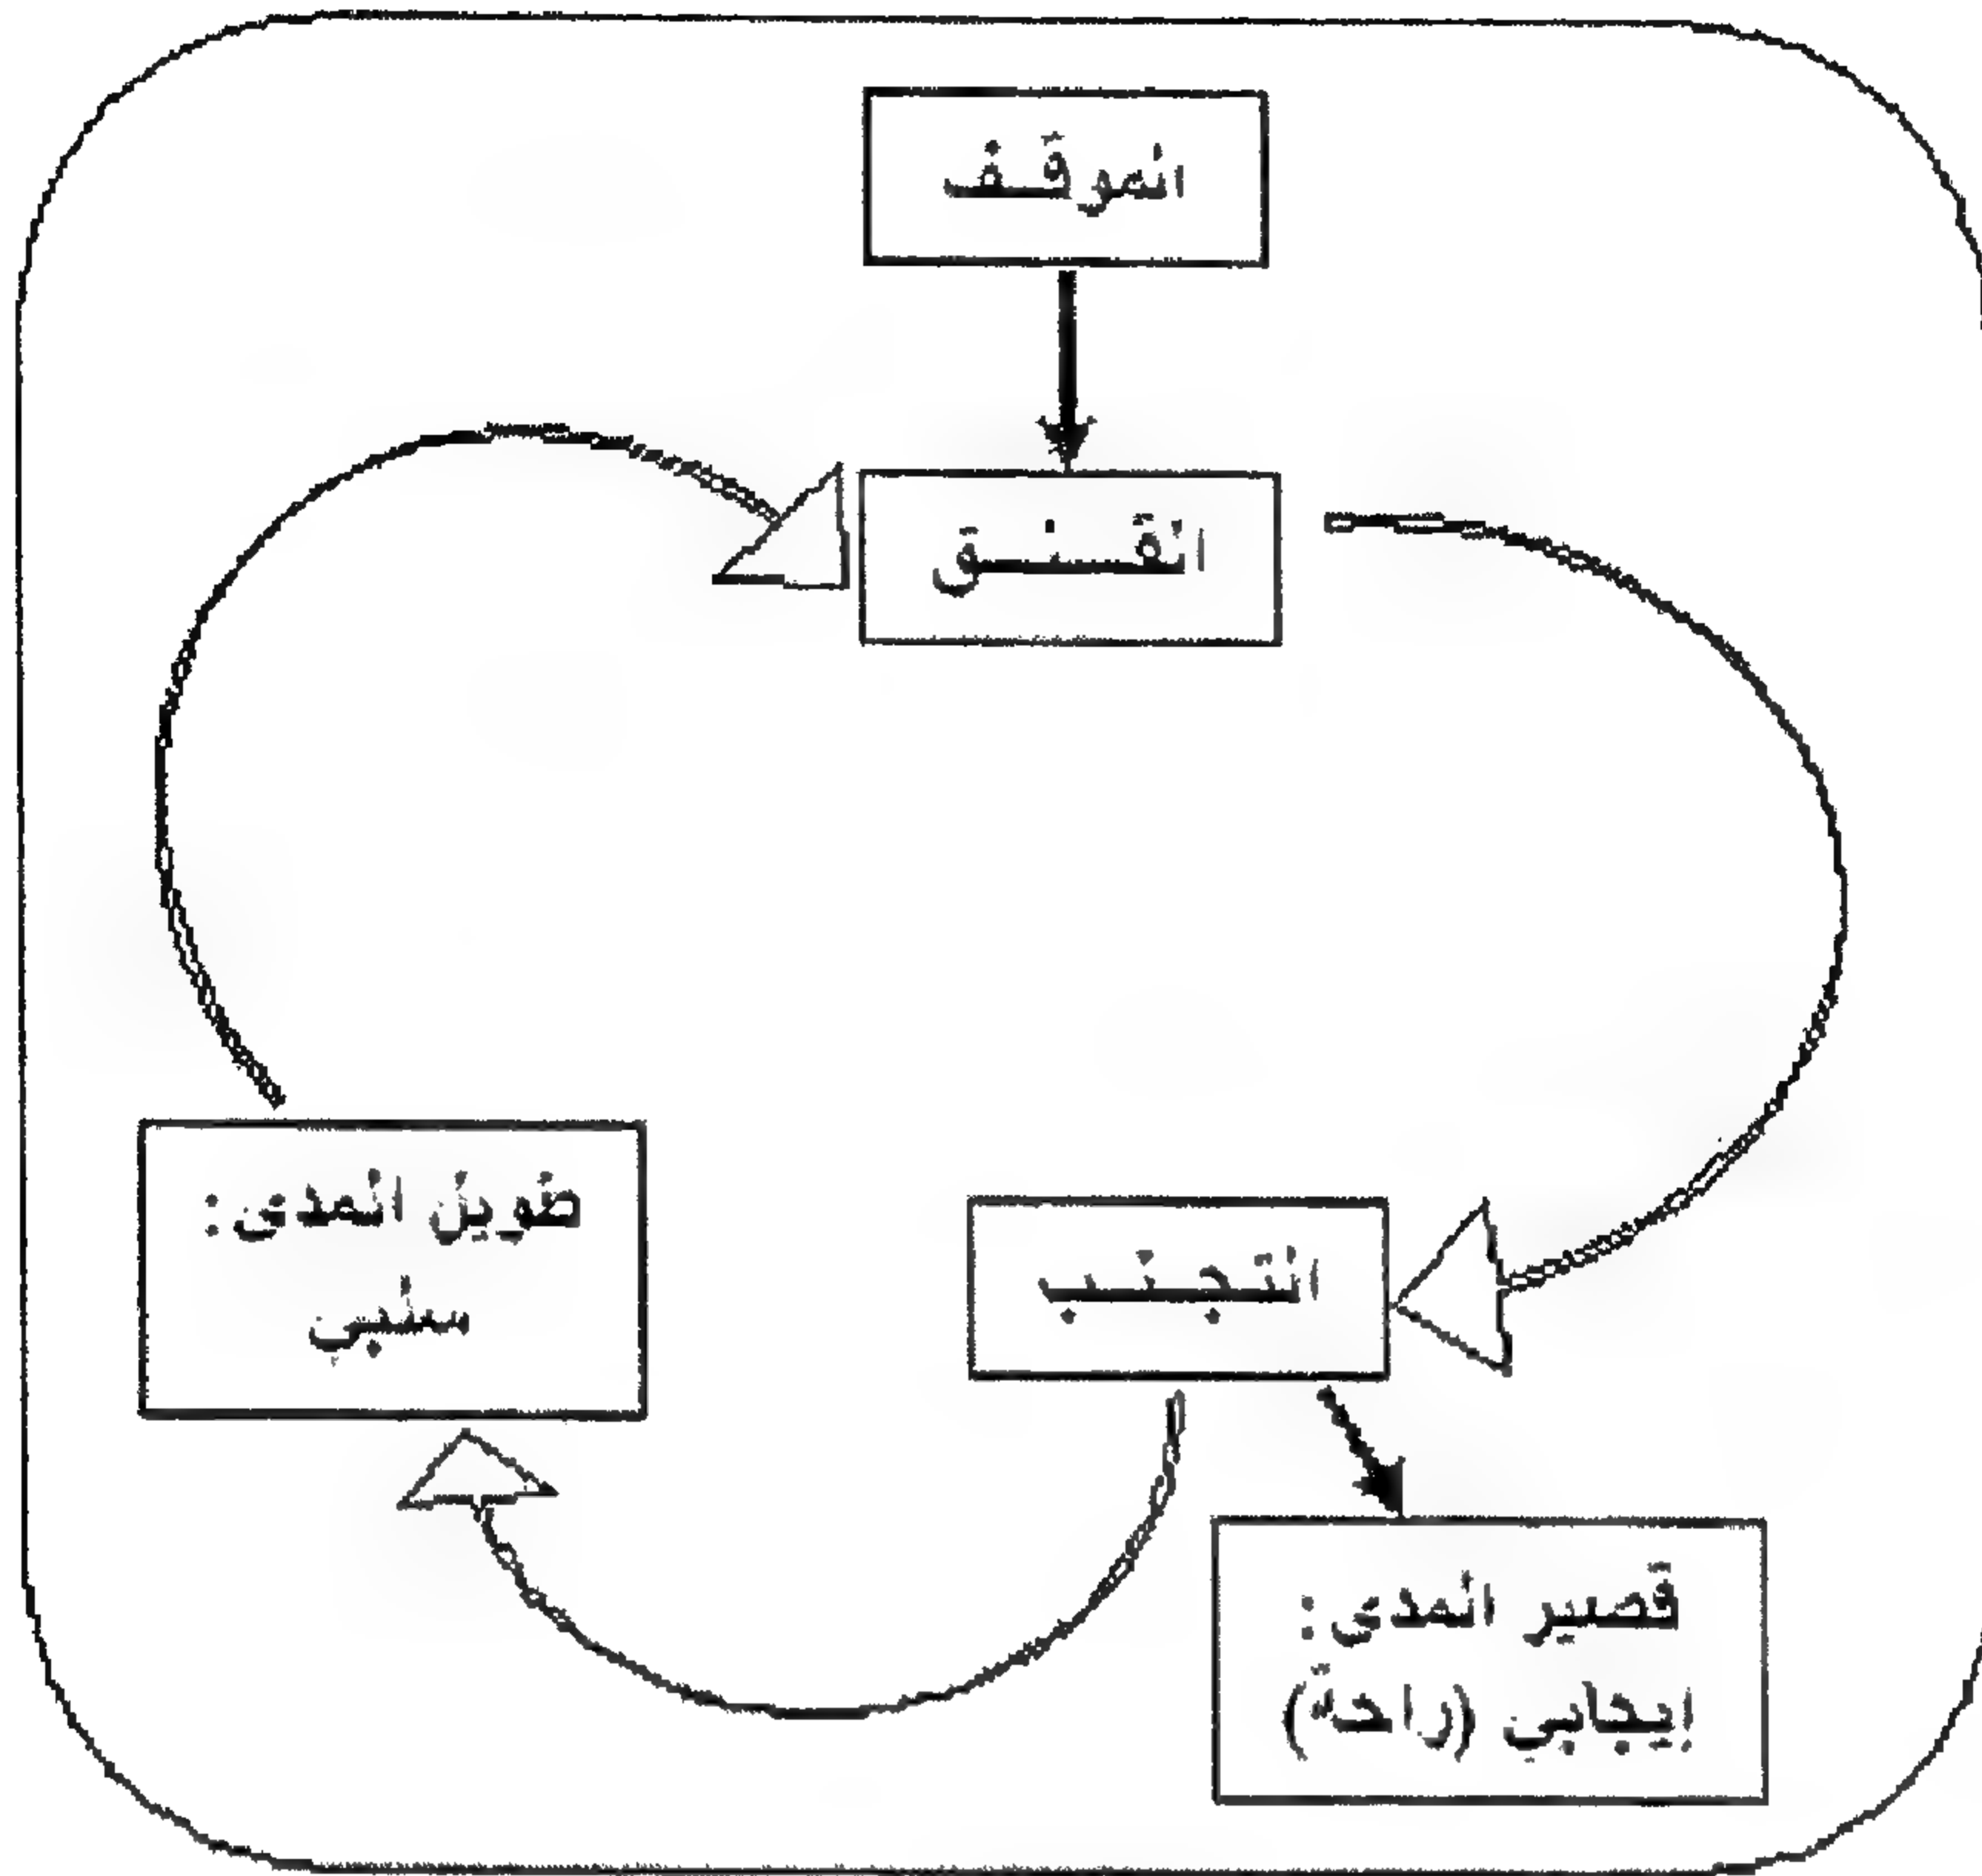 الموقف
القلق
التجنب
قصير المدى:
إيجابي (راحة)
طويل المدى:
سلبي